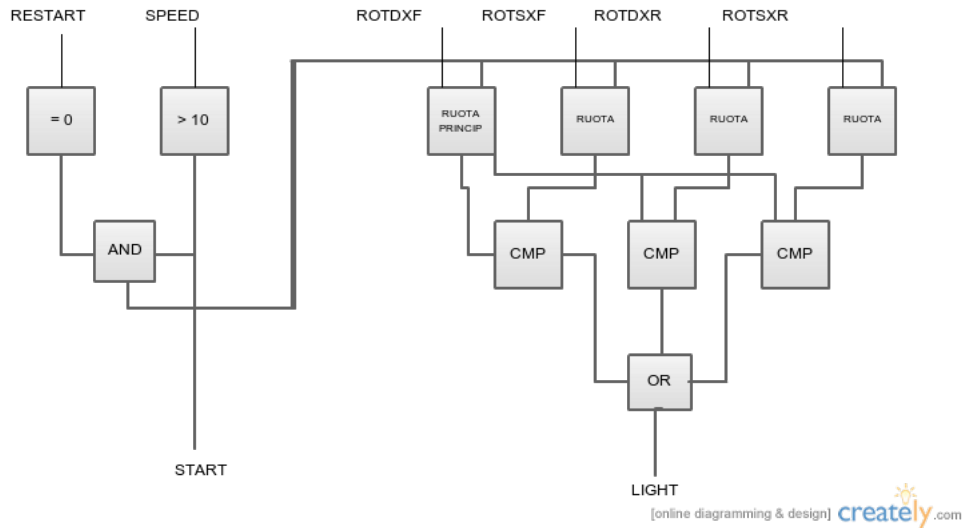 RESTART SPEED ROTDXF ROTSXF ROTDXR ROTSXR
= 0 > 10 RUOTA PRINCIP RUOTA RUOTA RUOTA
AND CMP CMP CMP
OR
START
LIGHT
[online diagramming & design] creately.com